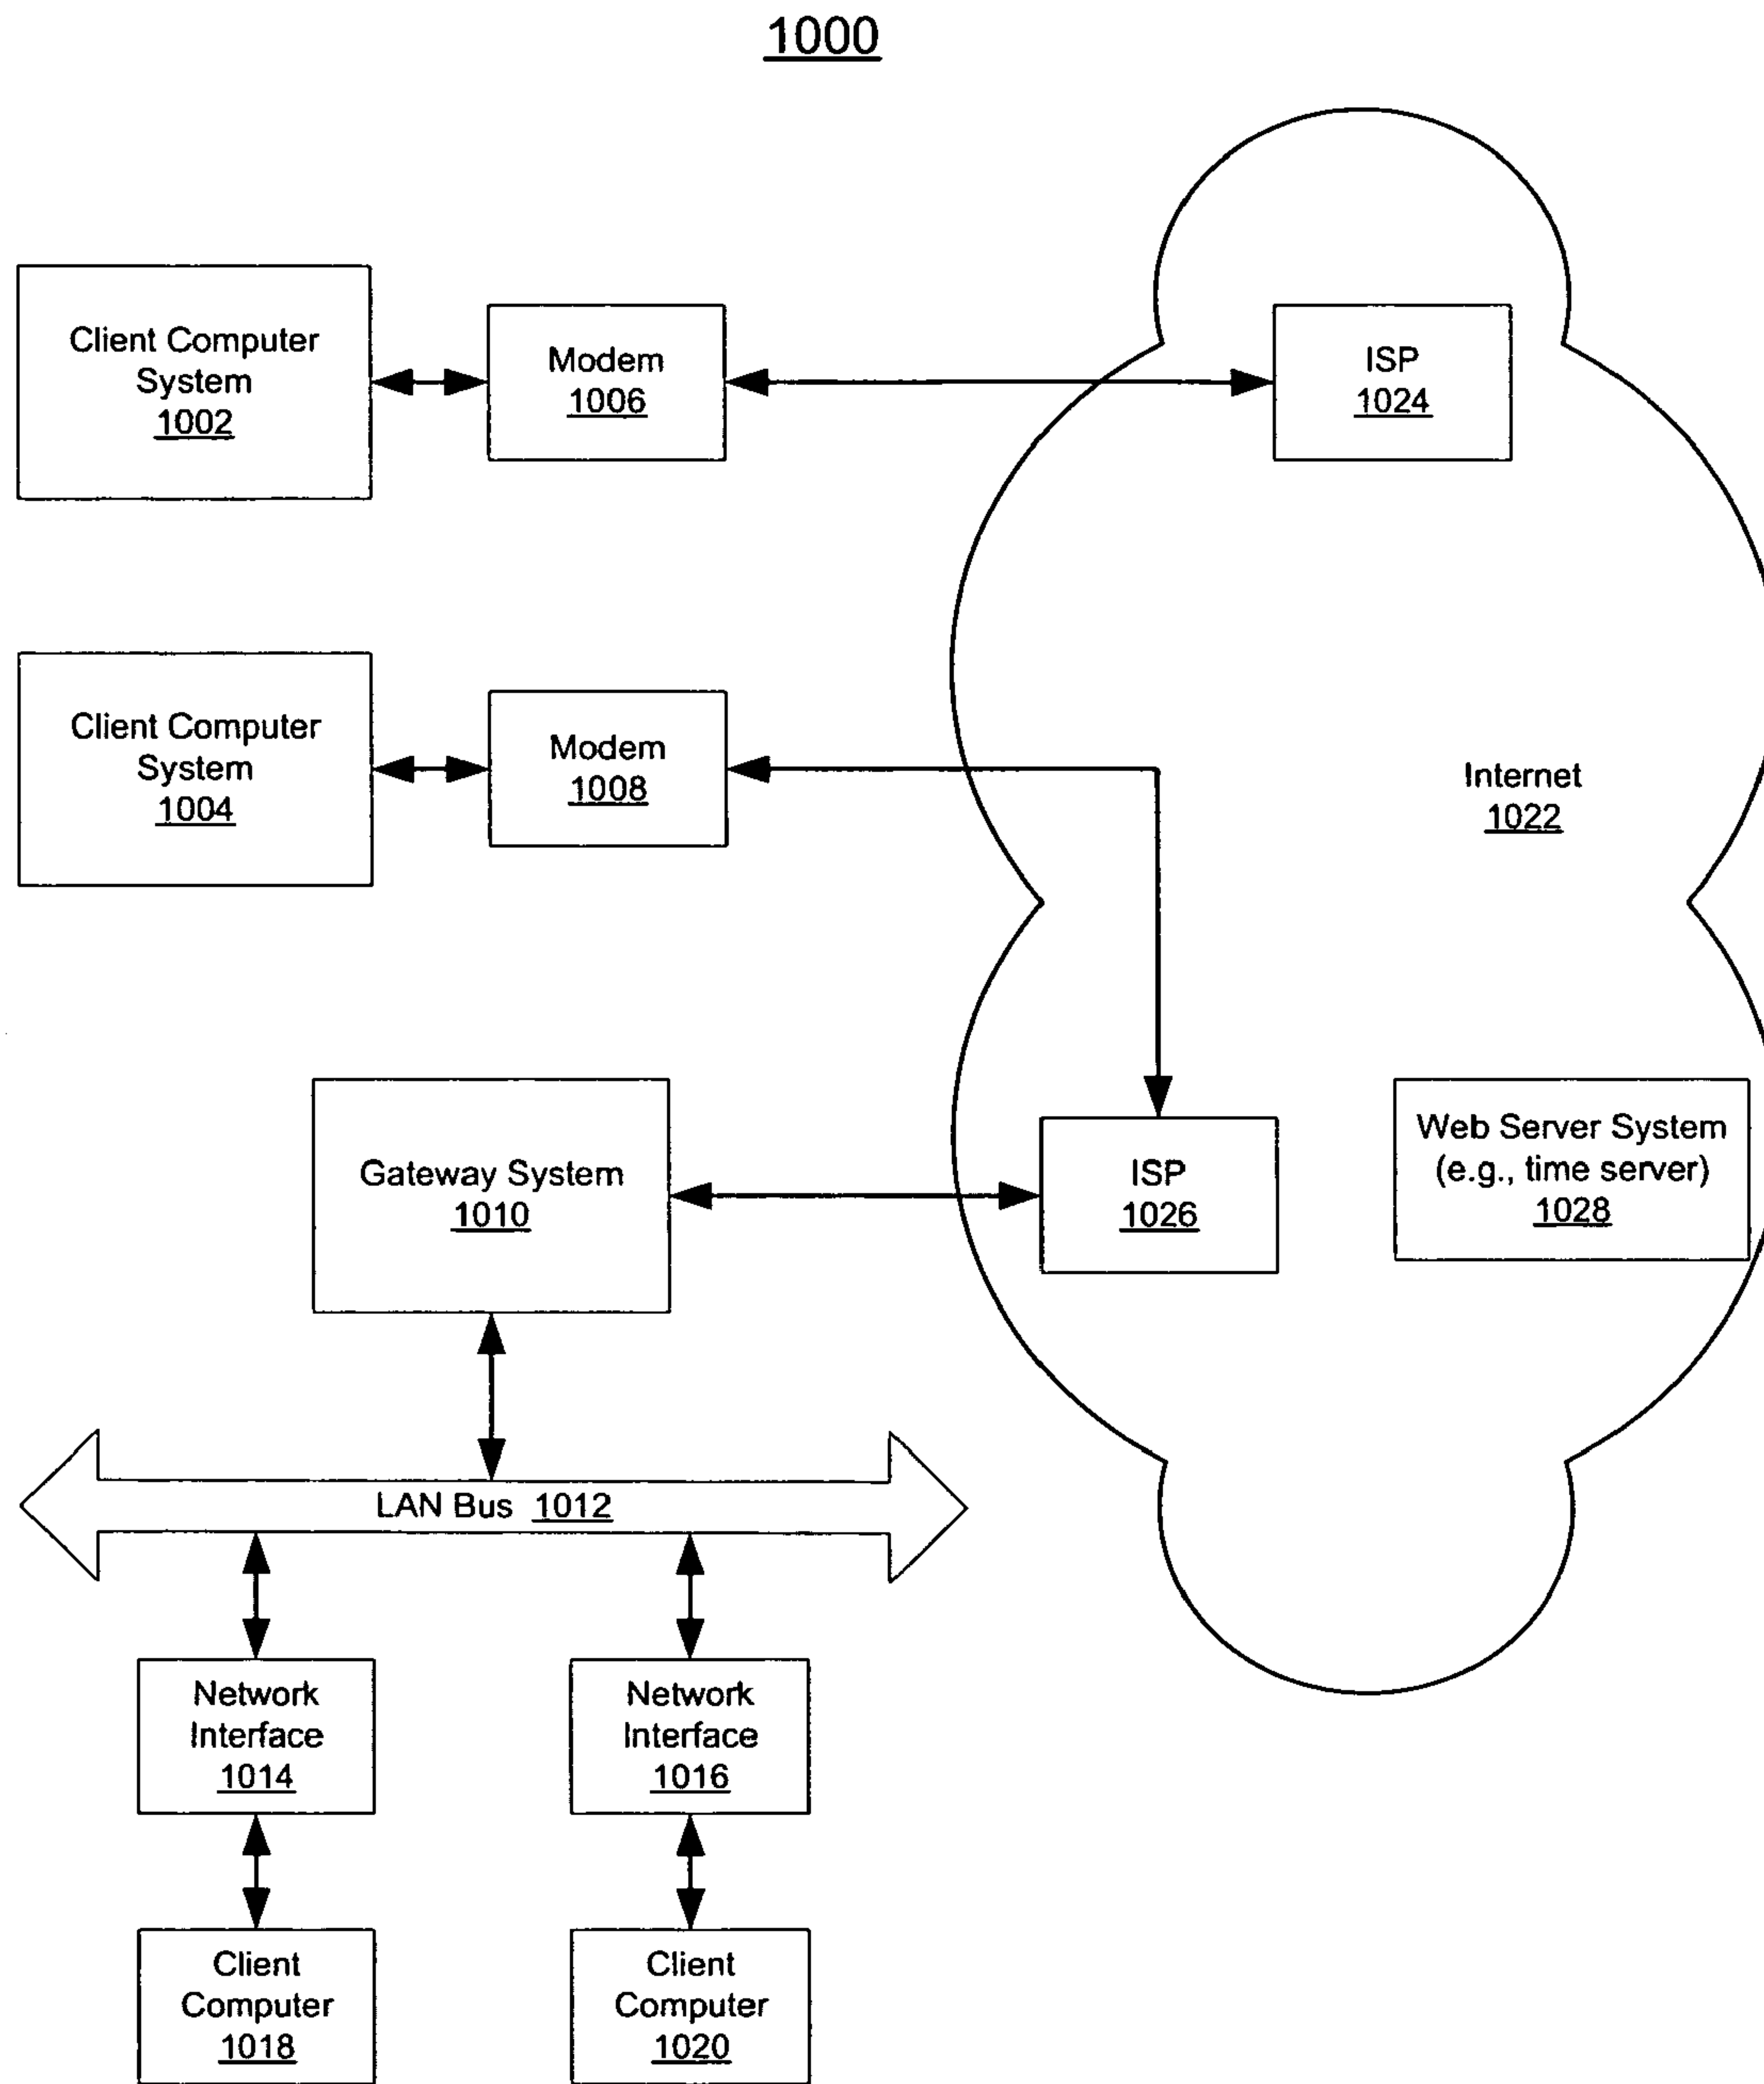 1000
Client Computer
System
1002
Modem
1006
ISP
1024
Client Computer
System
1004
Modem
1008
Internet
1022
Gateway System
1010
ISP
1026
Web Server System
(e.g., time server)
1028
LAN Bus 1012
Network
Interface
1014
Network
Interface
1016
Client
Computer
1018
Client
Computer
1020